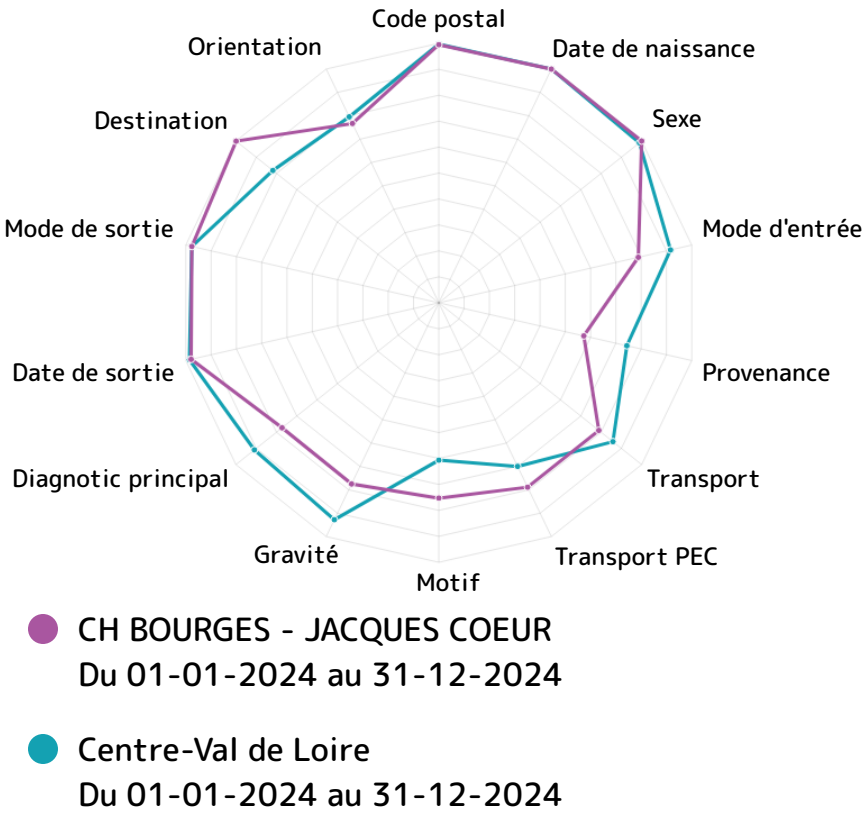 Code postal
Orientation
Date de naissance
Destination
Sexe
Mode de sortie
Mode d'entrée
Date de sortie
Provenance
Diagnotic principal
Transport
Gravité
Transport PEC
Motif
CH BOURGES - JACQUES COEUR
Du 01-01-2024 au 31-12-2024
Centre-Val de Loire
Du 01-01-2024 au 31-12-2024